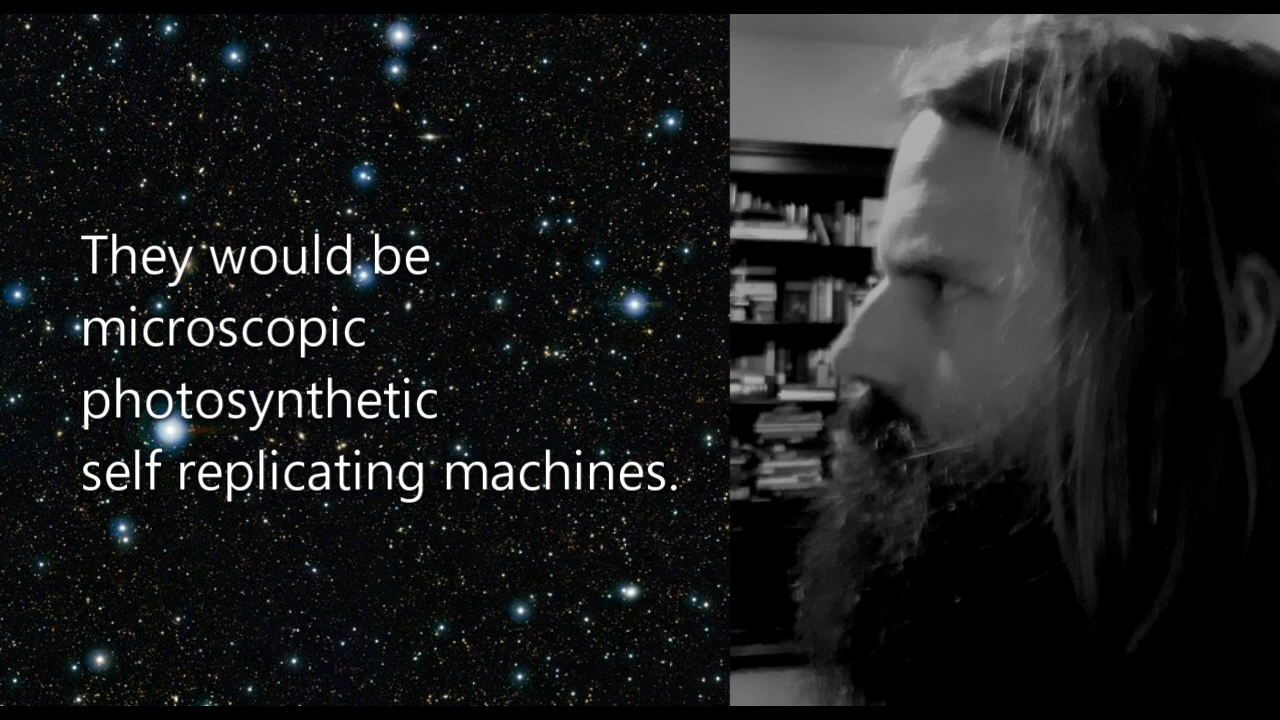 They would be
microscopic
photosynthetic
self replicating machines.